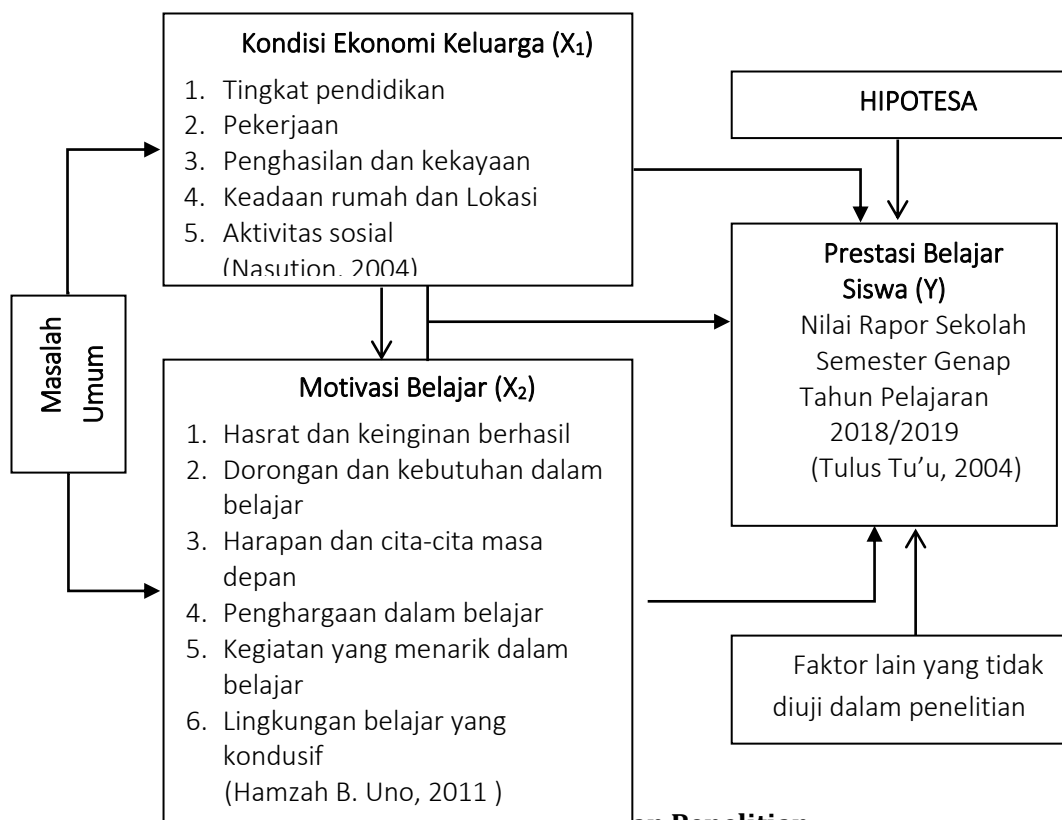 Kondisi Ekonomi Keluarga (X₁)
1. Tingkat pendidikan
2. Pekerjaan
3. Penghasilan dan kekayaan
4. Keadaan rumah dan Lokasi
5. Aktivitas sosial
(Nasution, 2004)
HIPOTESA
Masalah
Umum
Prestasi Belajar
Siswa (Y)
Nilai Rapor Sekolah
Semester Genap
Tahun Pelajaran
2018/2019
(Tulus Tu’u, 2004)
Motivasi Belajar (X₂)
1. Hasrat dan keinginan berhasil
2. Dorongan dan kebutuhan dalam
belajar
3. Harapan dan cita-cita masa
depan
4. Penghargaan dalam belajar
5. Kegiatan yang menarik dalam
belajar
6. Lingkungan belajar yang
kondusif
(Hamzah B. Uno, 2011 )
Faktor lain yang tidak
diuji dalam penelitian
Penelitian